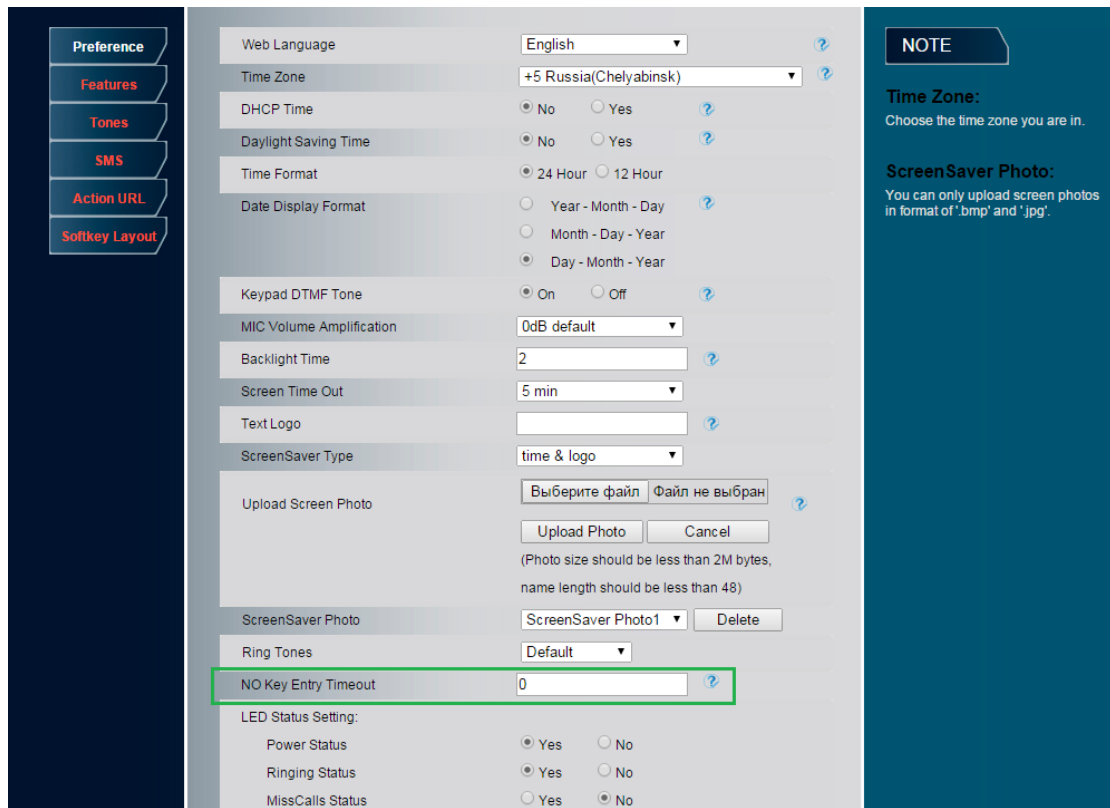 Preference
Features
Tones
SMS
Action URL
Softkey Layout
Web Language English
Time Zone +5 Russia(Chelyabinsk)
DHCP Time No Yes
Daylight Saving Time No Yes
Time Format 24 Hour 12 Hour
Date Display Format Year - Month - Day
Month - Day - Year
Day - Month - Year
Keypad DTMF Tone On Off
MIC Volume Amplification 0dB default
Backlight Time 2
Screen Time Out 5 min
Text Logo
ScreenSaver Type time & logo
Upload Screen Photo Выберите файл Файл не выбран
Upload Photo Cancel
(Photo size should be less than 2M bytes,
name length should be less than 48)
ScreenSaver Photo ScreenSaver Photo1 Delete
Ring Tones Default
NO Key Entry Timeout 0
LED Status Setting:
Power Status Yes No
Ringing Status Yes No
MissCalls Status Yes No
NOTE
Time Zone:
Choose the time zone you are in.
ScreenSaver Photo:
You can only upload screen photos
in format of '.bmp' and '.jpg'.